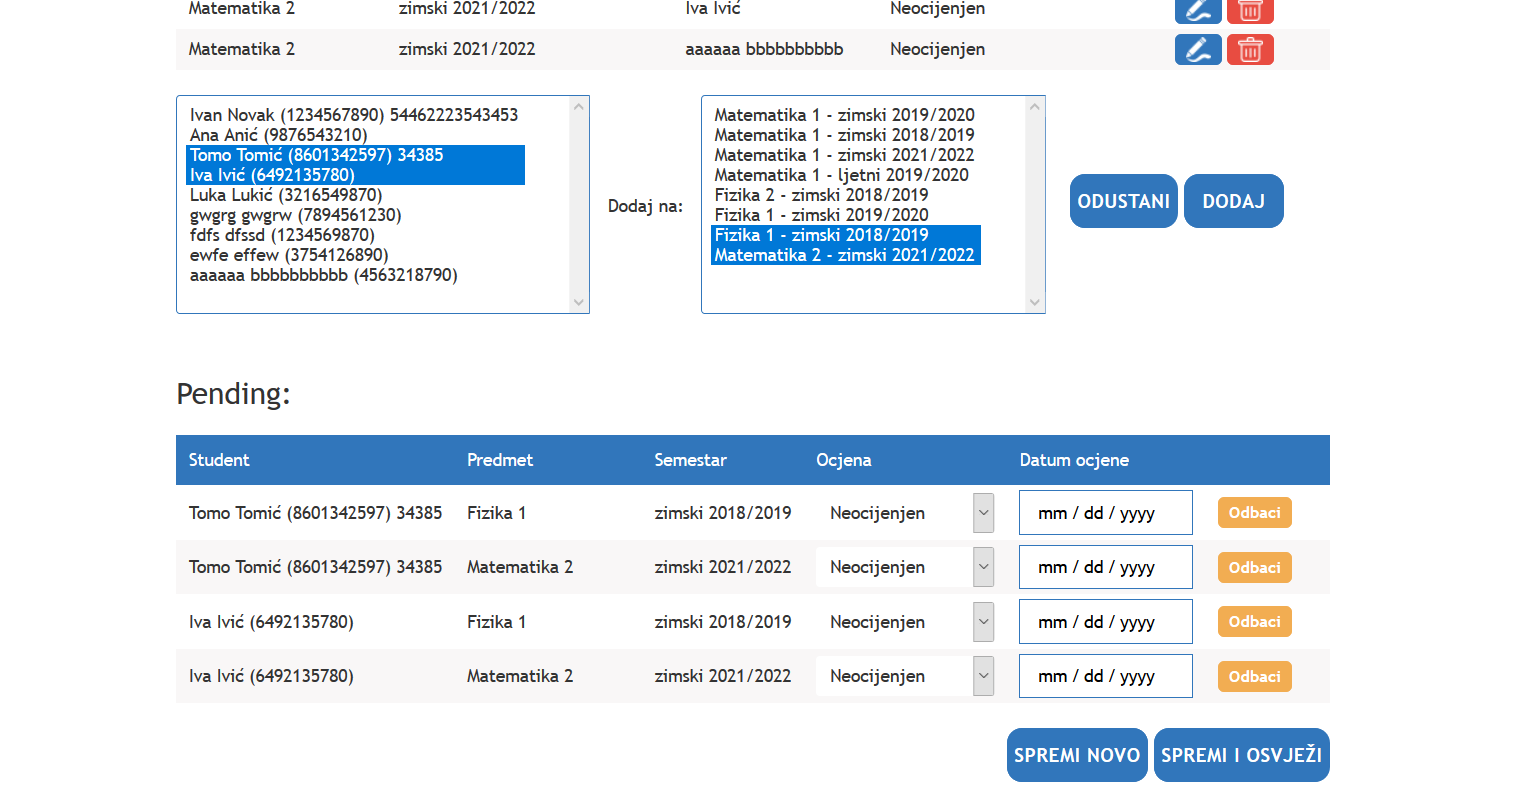 Matematika 2 zimski 2021/2022 Iva Ivić Neocijenjen
Matematika 2 zimski 2021/2022 aaaaaa bbbbbbbbbb Neocijenjen
Ivan Novak (1234567890) 54462223543453
Ana Anić (9876543210)
Tomo Tomić (8601342597) 34385
Iva Ivić (6492135780)
Luka Lukić (3216549870)
gwgrg gwgrw (7894561230)
fdfs dfssd (1234569870)
ewfe effew (3754126890)
aaaaaa bbbbbbbbbb (4563218790)
Dodaj na:
Matematika 1 - zimski 2019/2020
Matematika 1 - zimski 2018/2019
Matematika 1 - zimski 2021/2022
Matematika 1 - ljetni 2019/2020
Fizika 2 - zimski 2018/2019
Fizika 1 - zimski 2019/2020
Fizika 1 - zimski 2018/2019
Matematika 2 - zimski 2021/2022
ODUSTANI DODAJ
Pending:
Student Predmet Semestar Ocjena Datum ocjene
Tomo Tomić (8601342597) 34385 Fizika 1 zimski 2018/2019 Neocijenjen mm / dd / yyyy Odbaci
Tomo Tomić (8601342597) 34385 Matematika 2 zimski 2021/2022 Neocijenjen mm / dd / yyyy Odbaci
Iva Ivić (6492135780) Fizika 1 zimski 2018/2019 Neocijenjen mm / dd / yyyy Odbaci
Iva Ivić (6492135780) Matematika 2 zimski 2021/2022 Neocijenjen mm / dd / yyyy Odbaci
SPREMI NOVO SPREMI I OSVJEŽI